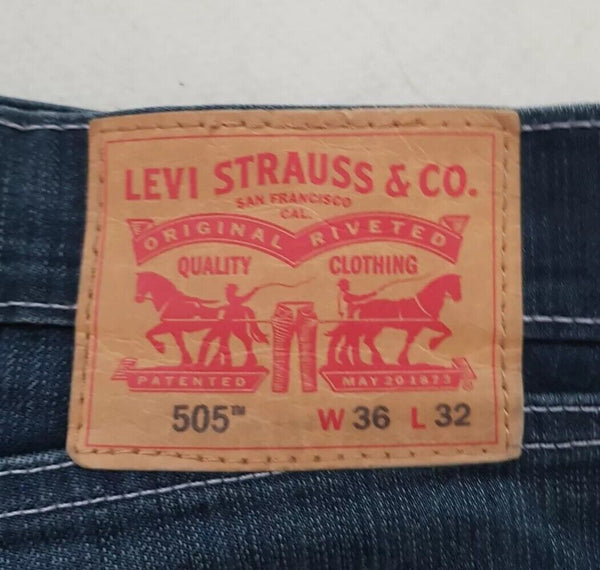 LEVI STRAUSS & CO.
SAN FRANCISCO
CAL.
ORIGINAL RIVETED
QUALITY CLOTHING
PATENTED MAY 20 1873
®
505™ W 36 L 32